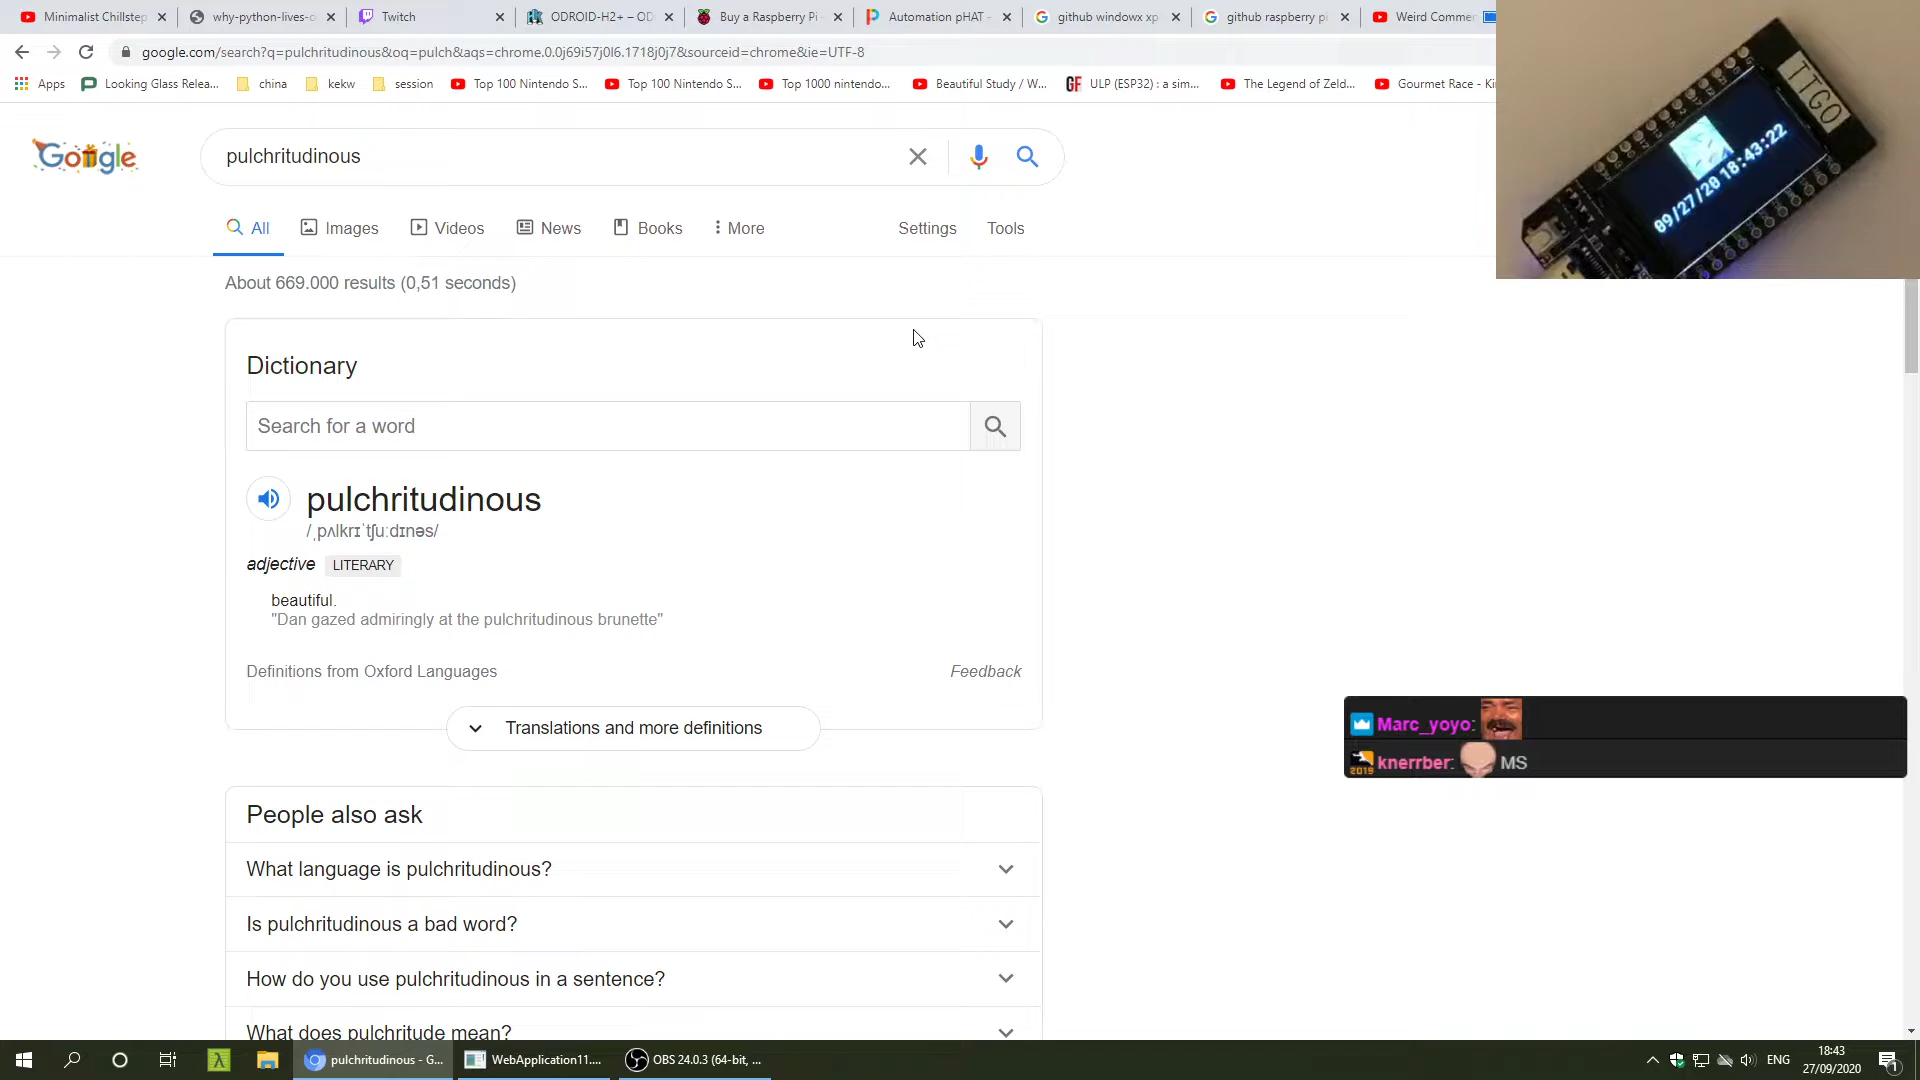 Minimalist Chillstep
why-python-lives-o
Twitch
ODROID-H2+ – OD
Buy a Raspberry Pi
Automation pHAT -
github windowx xp
github raspberry pi
Weird Commer
google.com/search?q=pulchritudinous&oq=pulch&aqs=chrome.0.0j69i57j0l6.1718j0j7&sourceid=chrome&ie=UTF-8
Apps
Looking Glass Relea...
china
kekw
session
Top 100 Nintendo S...
Top 100 Nintendo S...
Top 1000 nintendo...
Beautiful Study / W...
GF
ULP (ESP32) : a sim...
The Legend of Zeld...
Gourmet Race - Ki
TTGO
09/27/20 18:43:22
Google
pulchritudinous
All
Images
Videos
News
Books
More
Settings
Tools
About 669.000 results (0,51 seconds)
Dictionary
Search for a word
pulchritudinous
/ˌpʌlkrɪˈtʃuːdɪnəs/
adjective LITERARY
beautiful.
"Dan gazed admiringly at the pulchritudinous brunette"
Definitions from Oxford Languages
Feedback
Translations and more definitions
Marc_yoyo:
2019 knerrber: MS
People also ask
What language is pulchritudinous?
Is pulchritudinous a bad word?
How do you use pulchritudinous in a sentence?
What does pulchritude mean?
pulchritudinous - G...
WebApplication11....
OBS 24.0.3 (64-bit, ...
ENG
18:43
27/09/2020
1